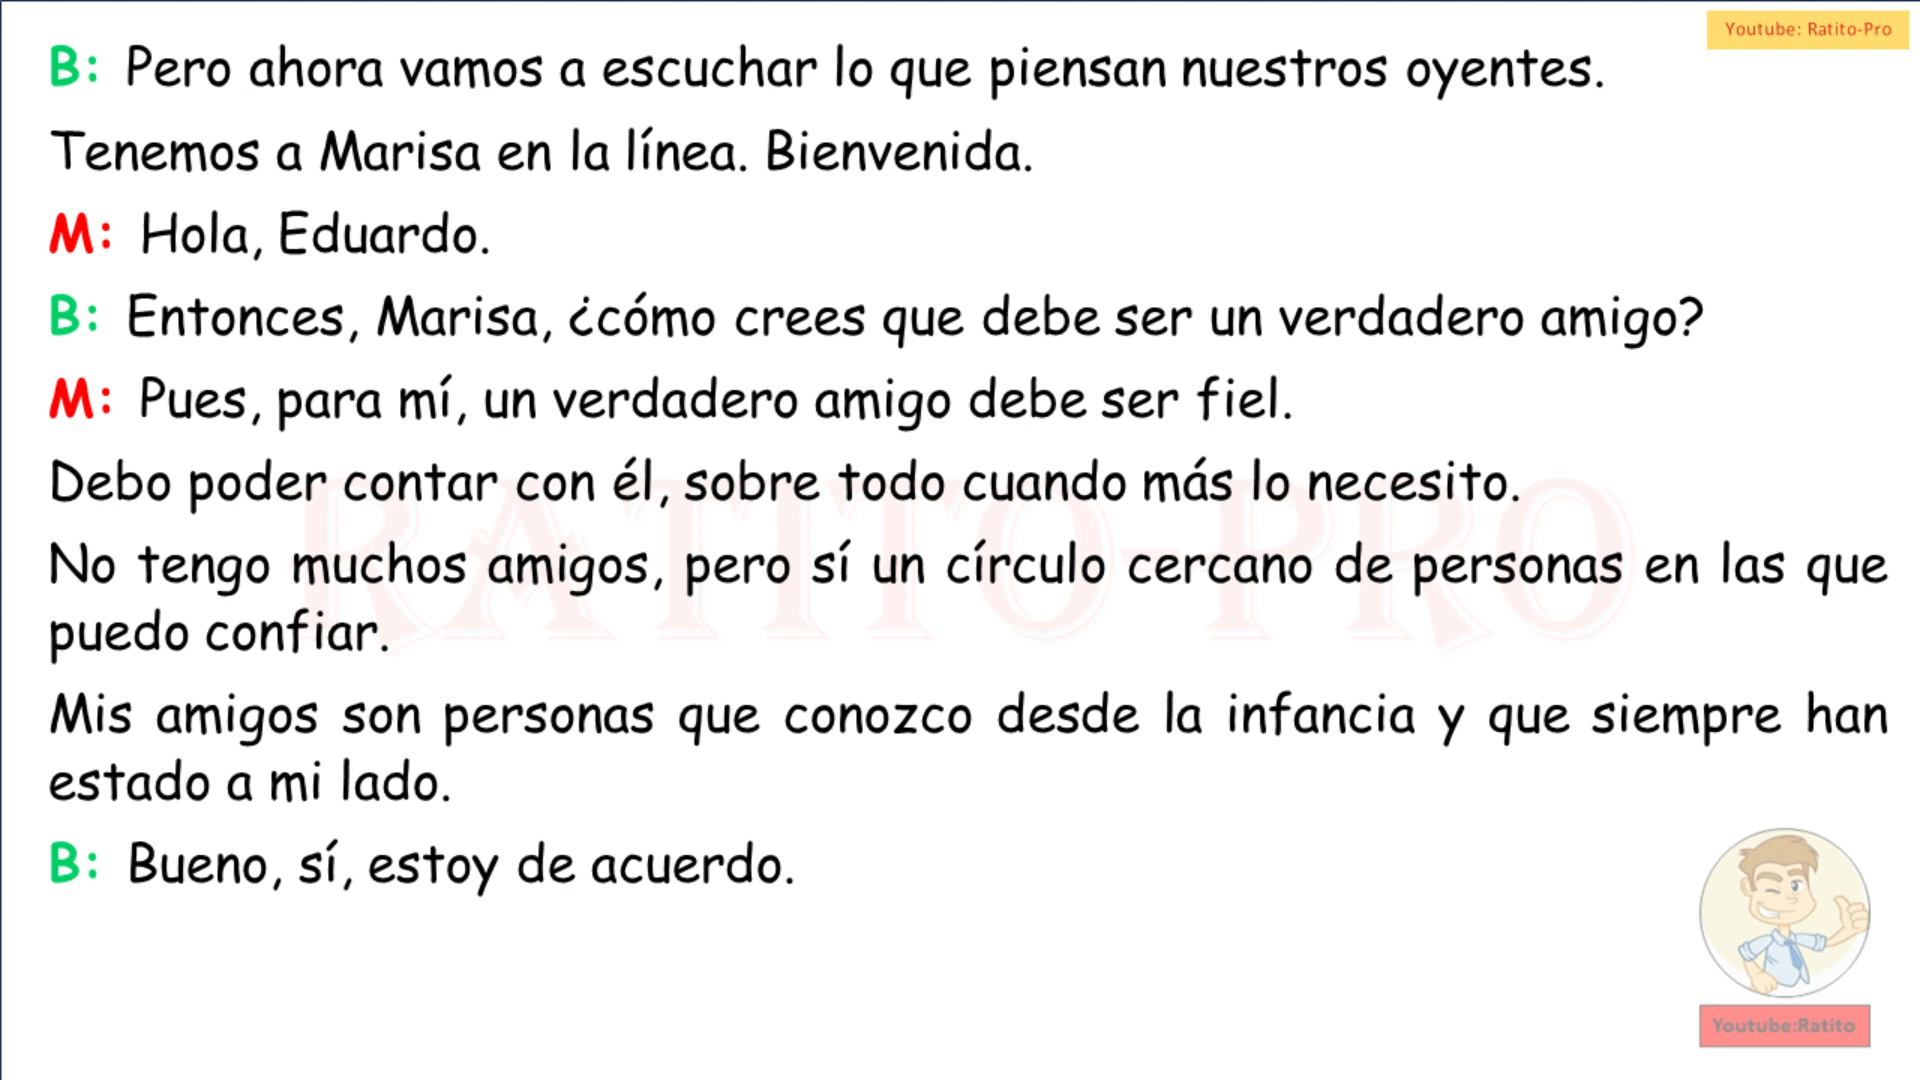 Youtube: Ratito-Pro
B: Pero ahora vamos a escuchar lo que piensan nuestros oyentes.
Tenemos a Marisa en la línea. Bienvenida.
M: Hola, Eduardo.
B: Entonces, Marisa, ¿cómo crees que debe ser un verdadero amigo?
M: Pues, para mí, un verdadero amigo debe ser fiel.
Debo poder contar con él, sobre todo cuando más lo necesito.
RATITO-PRO
No tengo muchos amigos, pero sí un círculo cercano de personas en las que
puedo confiar.
Mis amigos son personas que conozco desde la infancia y que siempre han
estado a mi lado.
B: Bueno, sí, estoy de acuerdo.
Youtube:Ratito